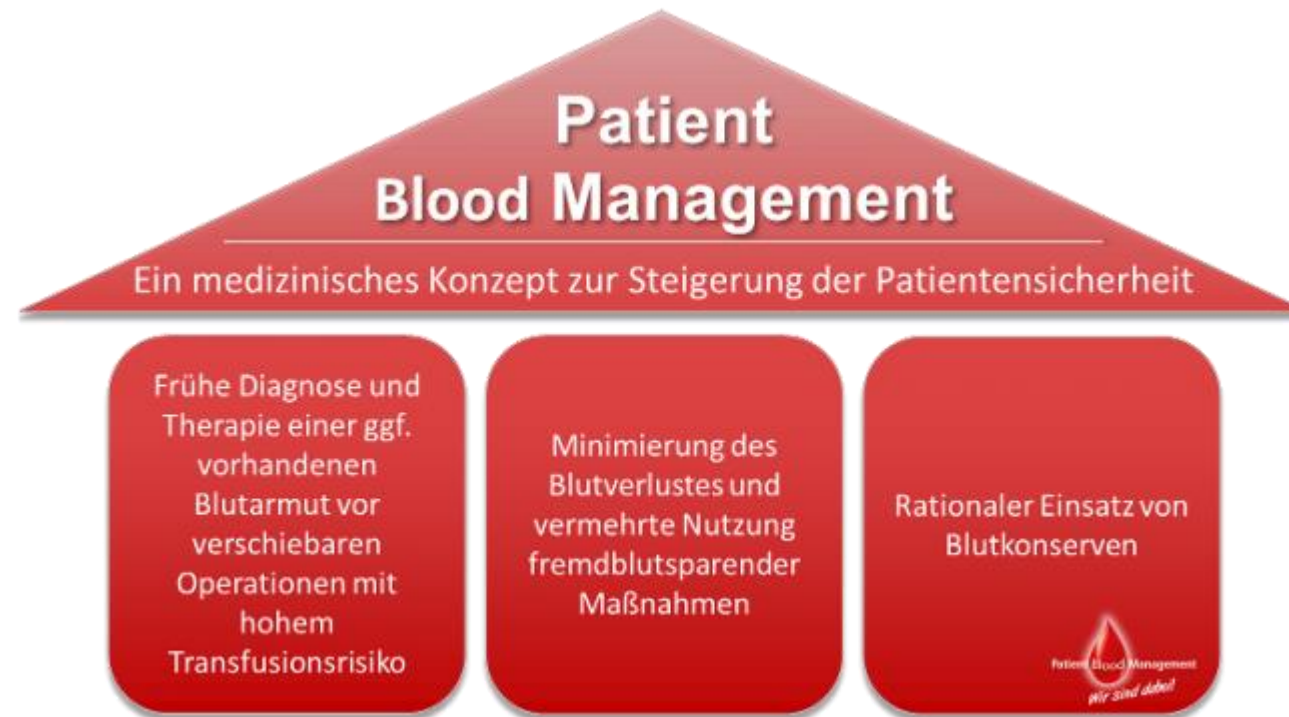 Patient
Blood Management
Ein medizinisches Konzept zur Steigerung der Patientensicherheit
Frühe Diagnose und
Therapie einer ggf.
vorhandenen
Blutarmut vor
verschiebaren
Operationen mit
hohem
Transfusionsrisiko
Minimierung des
Blutverlustes und
vermehrte Nutzung
fremdblutsparender
Maßnahmen
Rationaler Einsatz von
Blutkonserven
Patient Blood Management
Wir sind dabei!